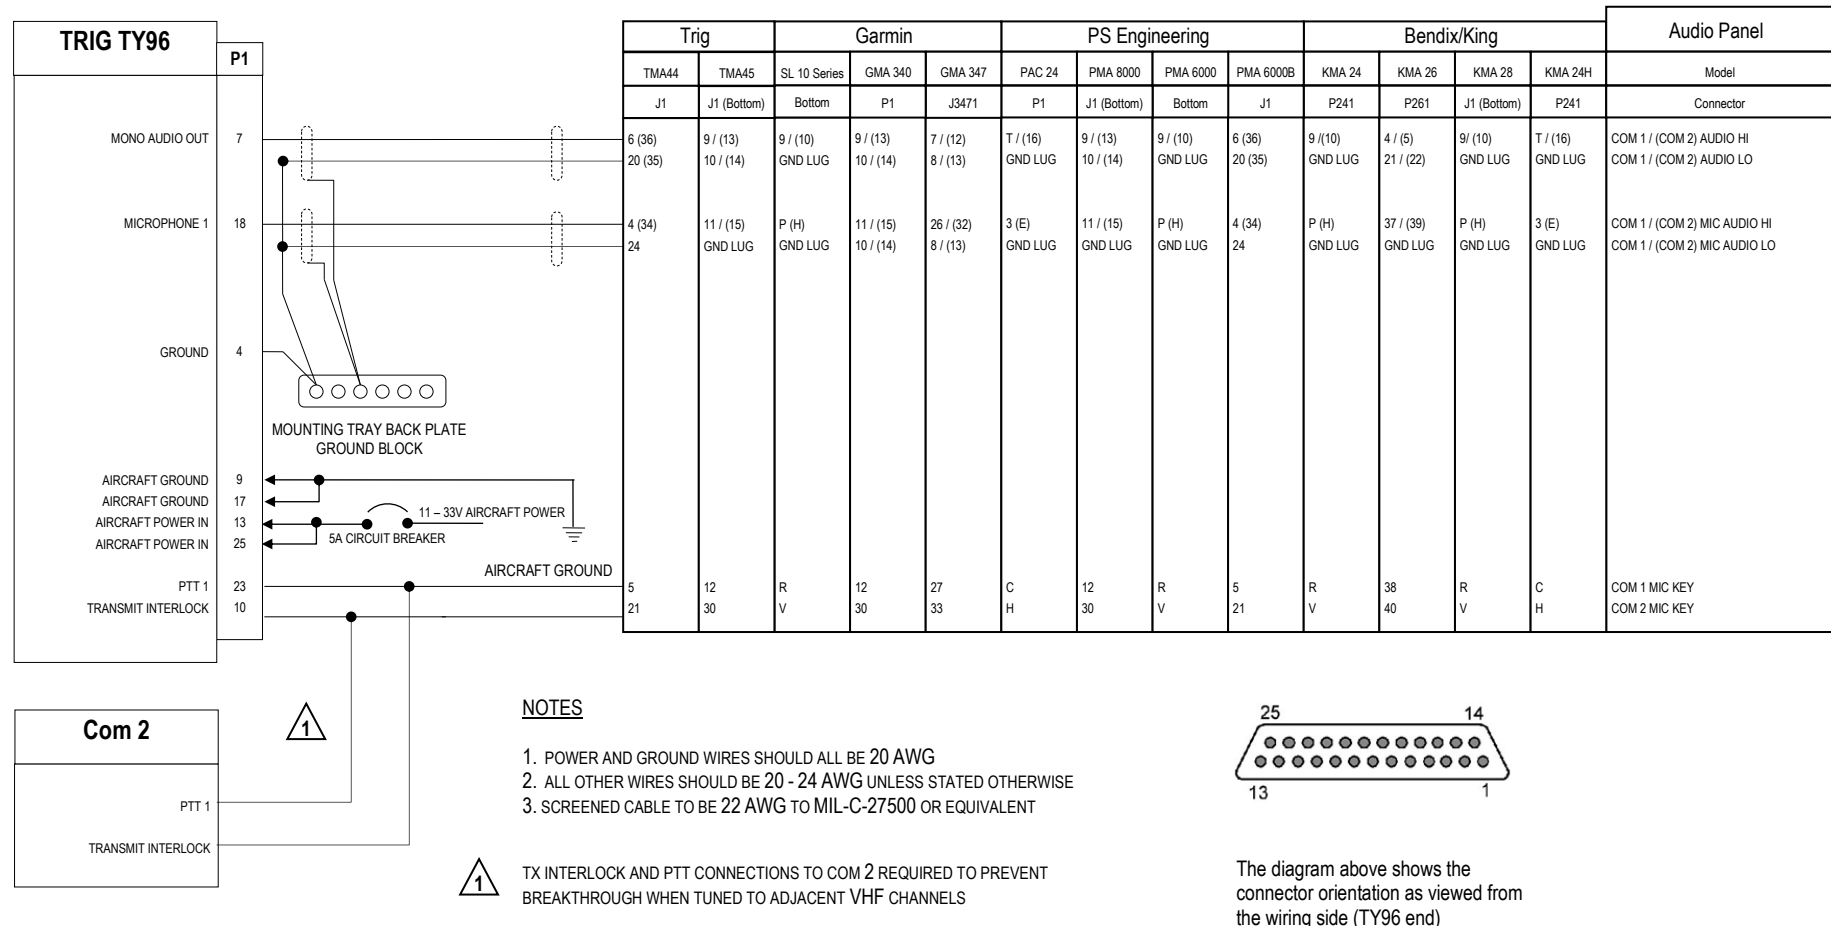 TRIG TY96
P1
Trig Garmin PS Engineering Bendix/King Audio Panel
TMA44 TMA45 SL 10 Series GMA 340 GMA 347 PAC 24 PMA 8000 PMA 6000 PMA 6000B KMA 24 KMA 26 KMA 28 KMA 24H Model
J1 J1 (Bottom) Bottom P1 J3471 P1 J1 (Bottom) Bottom J1 P241 P261 J1 (Bottom) P241 Connector
MONO AUDIO OUT 7 6 (36) 9 / (13) 9 / (10) 9 / (13) 7 / (12) T / (16) 9 / (13) 9 / (10) 6 (36) 9 /(10) 4 / (5) 9/ (10) T / (16) COM 1 / (COM 2) AUDIO HI
20 (35) 10 / (14) GND LUG 10 / (14) 8 / (13) GND LUG 10 / (14) GND LUG 20 (35) GND LUG 21 / (22) GND LUG GND LUG COM 1 / (COM 2) AUDIO LO
MICROPHONE 1 18 4 (34) 11 / (15) P (H) 11 / (15) 26 / (32) 3 (E) 11 / (15) P (H) 4 (34) P (H) 37 / (39) P (H) 3 (E) COM 1 / (COM 2) MIC AUDIO HI
24 GND LUG GND LUG 10 / (14) 8 / (13) GND LUG GND LUG GND LUG 24 GND LUG GND LUG GND LUG GND LUG COM 1 / (COM 2) MIC AUDIO LO
GROUND 4
MOUNTING TRAY BACK PLATE
GROUND BLOCK
AIRCRAFT GROUND 9
AIRCRAFT GROUND 17
AIRCRAFT POWER IN 13 11 – 33V AIRCRAFT POWER
AIRCRAFT POWER IN 25 5A CIRCUIT BREAKER
AIRCRAFT GROUND
PTT 1 23 5 12 R 12 27 C 12 R 5 R 38 R C COM 1 MIC KEY
TRANSMIT INTERLOCK 10 21 30 V 30 33 H 30 V 21 V 40 V H COM 2 MIC KEY
Com 2
1
PTT 1
TRANSMIT INTERLOCK
NOTES
1. POWER AND GROUND WIRES SHOULD ALL BE 20 AWG
2. ALL OTHER WIRES SHOULD BE 20 - 24 AWG UNLESS STATED OTHERWISE
3. SCREENED CABLE TO BE 22 AWG TO MIL-C-27500 OR EQUIVALENT
1 TX INTERLOCK AND PTT CONNECTIONS TO COM 2 REQUIRED TO PREVENT
BREAKTHROUGH WHEN TUNED TO ADJACENT VHF CHANNELS
25 14
13 1
The diagram above shows the
connector orientation as viewed from
the wiring side (TY96 end)